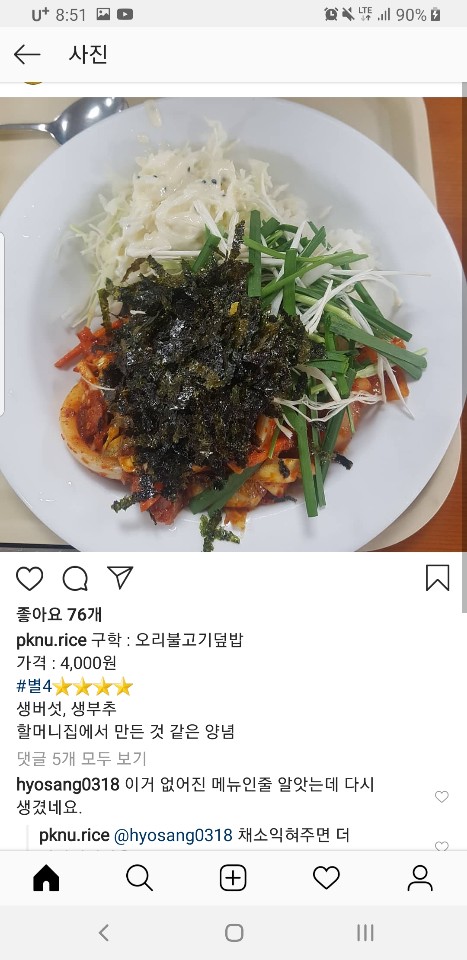 U+ 8:51 LTE 90%
사진
좋아요 76개
pknu.rice 구학 : 오리불고기덮밥
가격 : 4,000원
#별4⭐⭐⭐⭐
생버섯, 생부추
할머니집에서 만든 것 같은 양념
댓글 5개 모두 보기
hyosang0318 이거 없어진 메뉴인줄 알앗는데 다시
생겼네요.
pknu.rice @hyosang0318 채소익혀주면 더